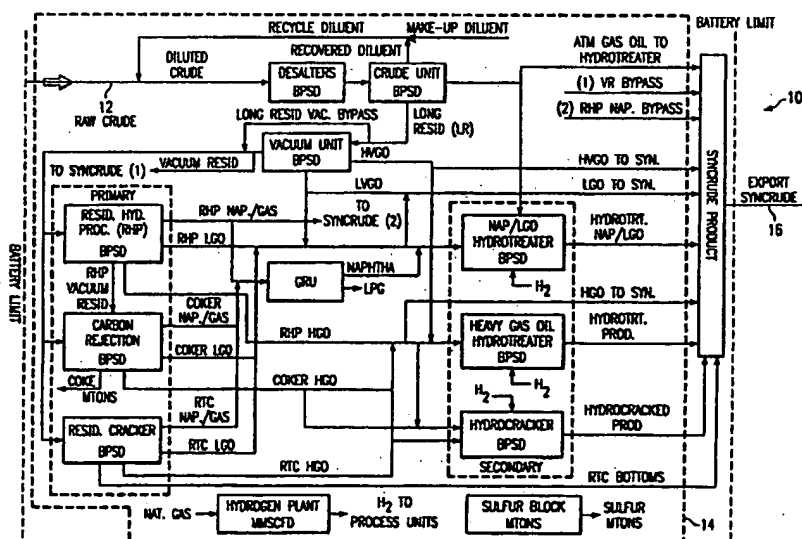 RECYCLE DILUENT
MAKE-UP DILUENT
BATTERY LIMIT
RECOVERED DILUENT
ATM GAS OIL TO
HYDROTREATER
DILUTED
CRUDE
DESALTERS
BPSD
CRUDE UNIT
BPSD
(1) VR BYPASS
10
12
RAW CRUDE
LONG RESID VAC. BYPASS
LONG
RESID (LR)
(2) RHP NAP. BYPASS
VACUUM UNIT
BPSD
HVGO
TO SYNCRUDE (1)
VACUUM RESID
HVGO TO SYN.
LVGO
LGO TO SYN.
EXPORT
SYNCRUDE
16
SYNCRUDE PRODUCT
PRIMARY
RESID. HYD.
PROC. (RHP)
BPSD
RHP NAP./GAS
TO
SYNCRUDE (2)
RHP LGO
NAPHTHA
GRU
LPG
NAP/LGO
HYDROTREATER
BPSD
H2
HYDROTRT.
NAP/LGO
BATTERY LIMIT
RHP
VACUUM
RESID
COKER
NAP./GAS
HGO TO SYN.
CARBON
REJECTION
BPSD
RHP HGO
HEAVY GAS OIL
HYDROTREATER
BPSD
HYDROTRT.
PROD.
COKER LGO
COKE
MTONS
COKER HGO
H2
H2
RTC
NAP./GAS
HYDROCRACKER
BPSD
HYDROCRACKED
PROD
RESID. CRACKER
BPSD
RTC LGO
SECONDARY
RTC HGO
RTC BOTTOMS
NAT. GAS
HYDROGEN PLANT
MMSCFD
H2 TO
PROCESS UNITS
SULFUR BLOCK
MTONS
SULFUR
MTONS
14